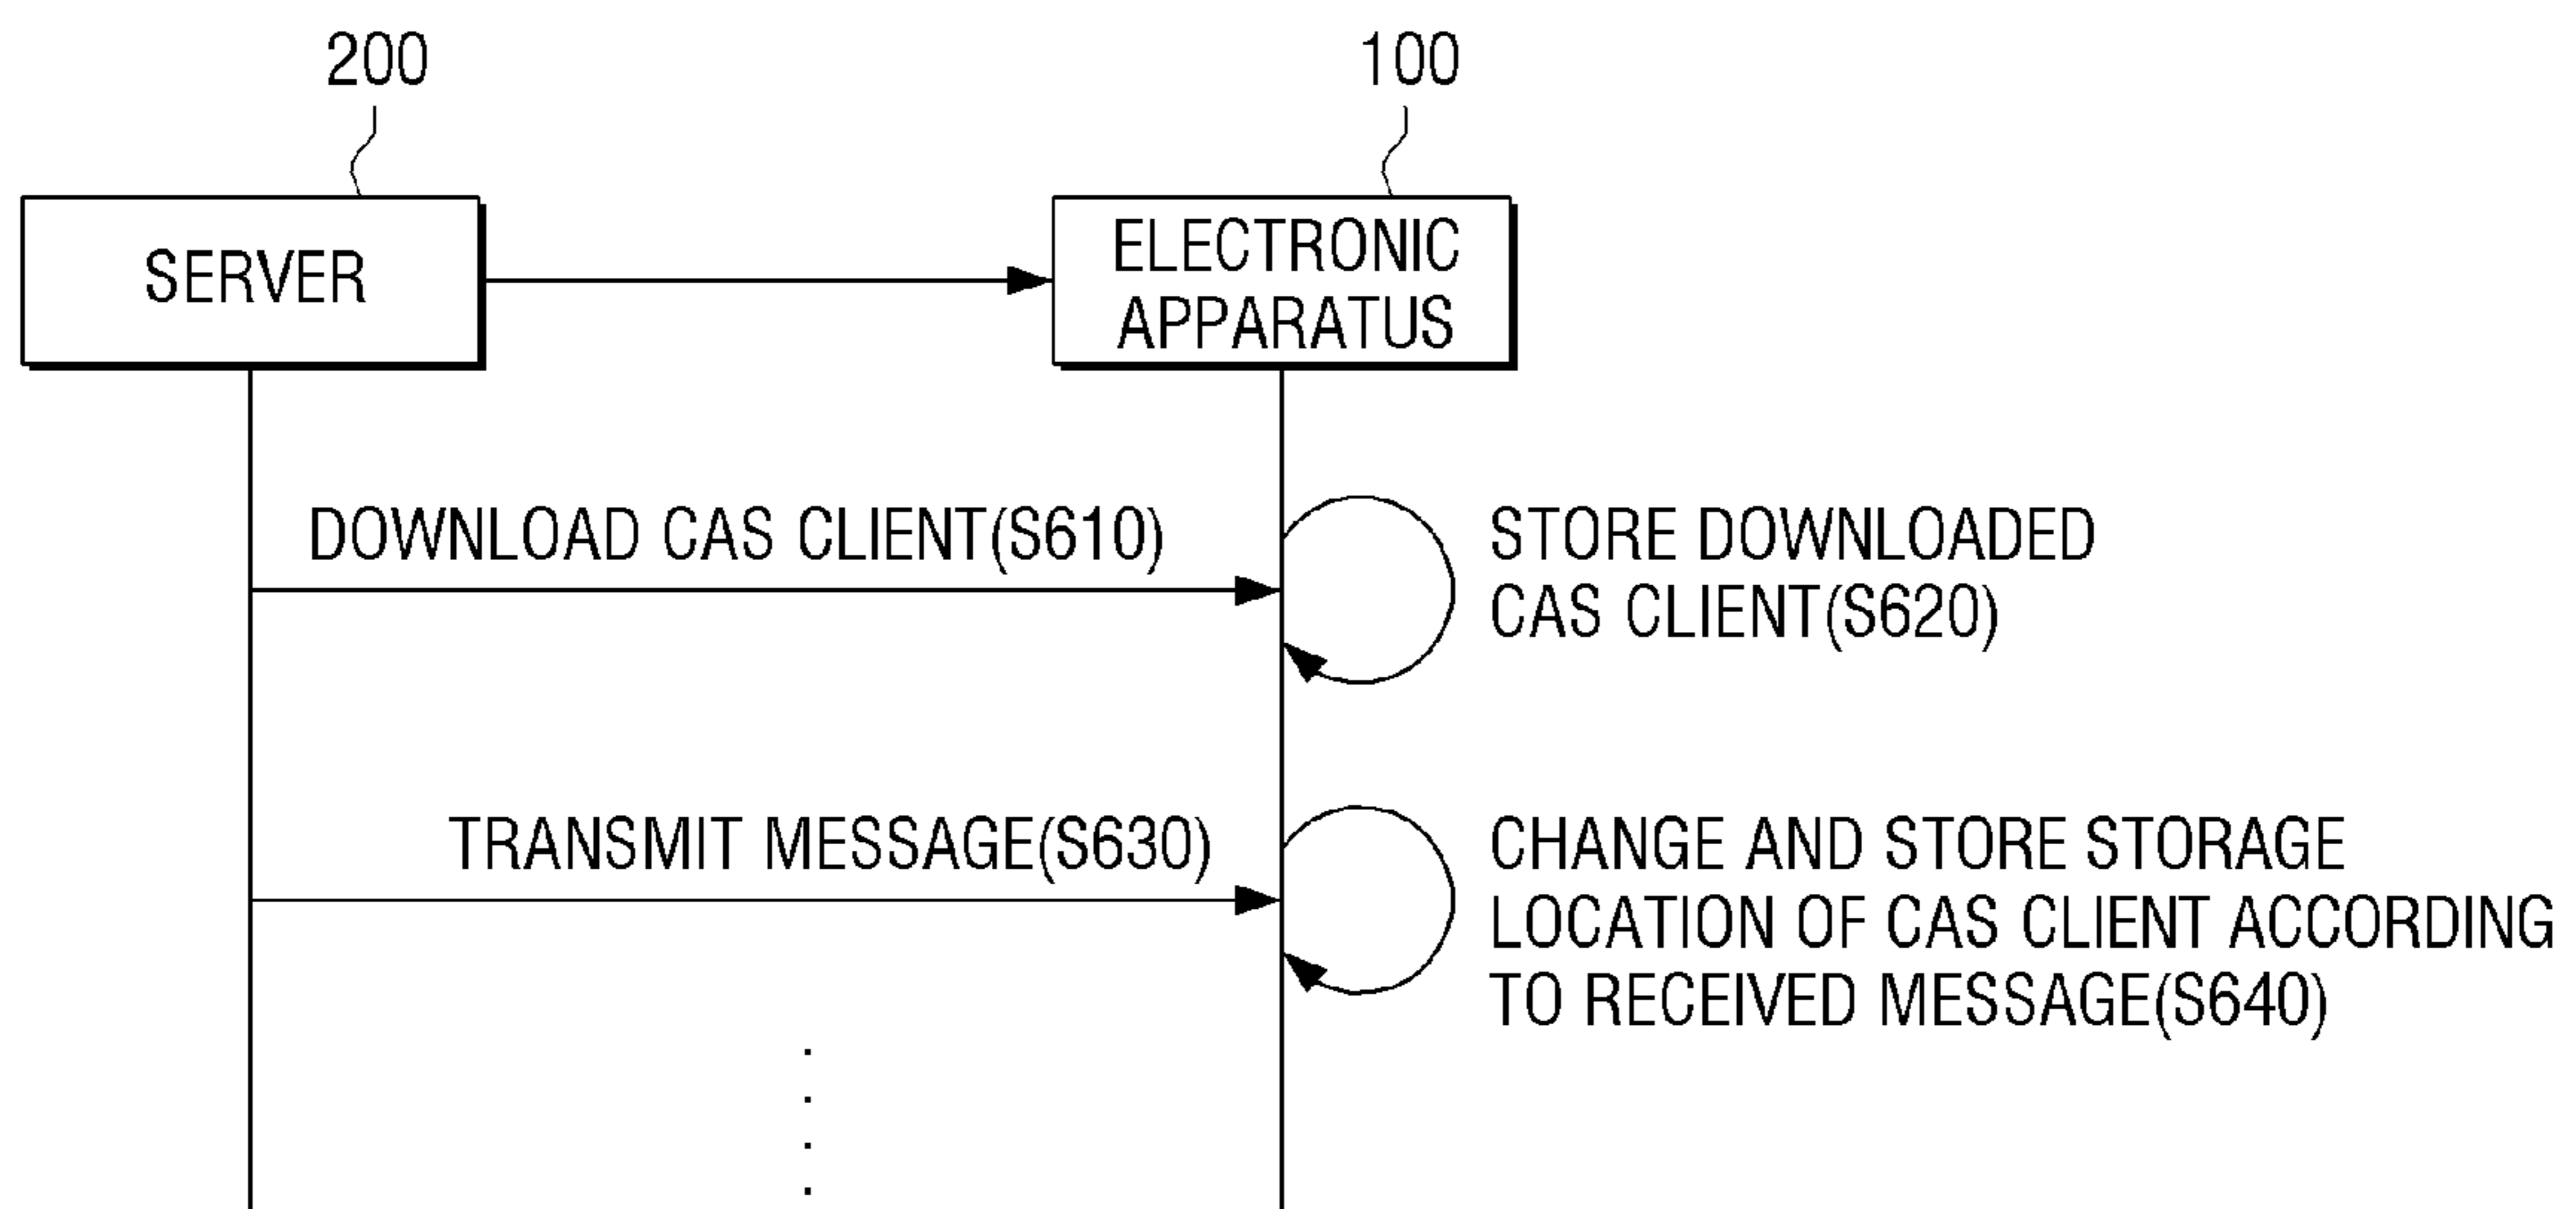 200
100
SERVER
ELECTRONIC
APPARATUS
DOWNLOAD CAS CLIENT(S610)
STORE DOWNLOADED
CAS CLIENT(S620)
TRANSMIT MESSAGE(S630)
CHANGE AND STORE STORAGE
LOCATION OF CAS CLIENT ACCORDING
TO RECEIVED MESSAGE(S640)